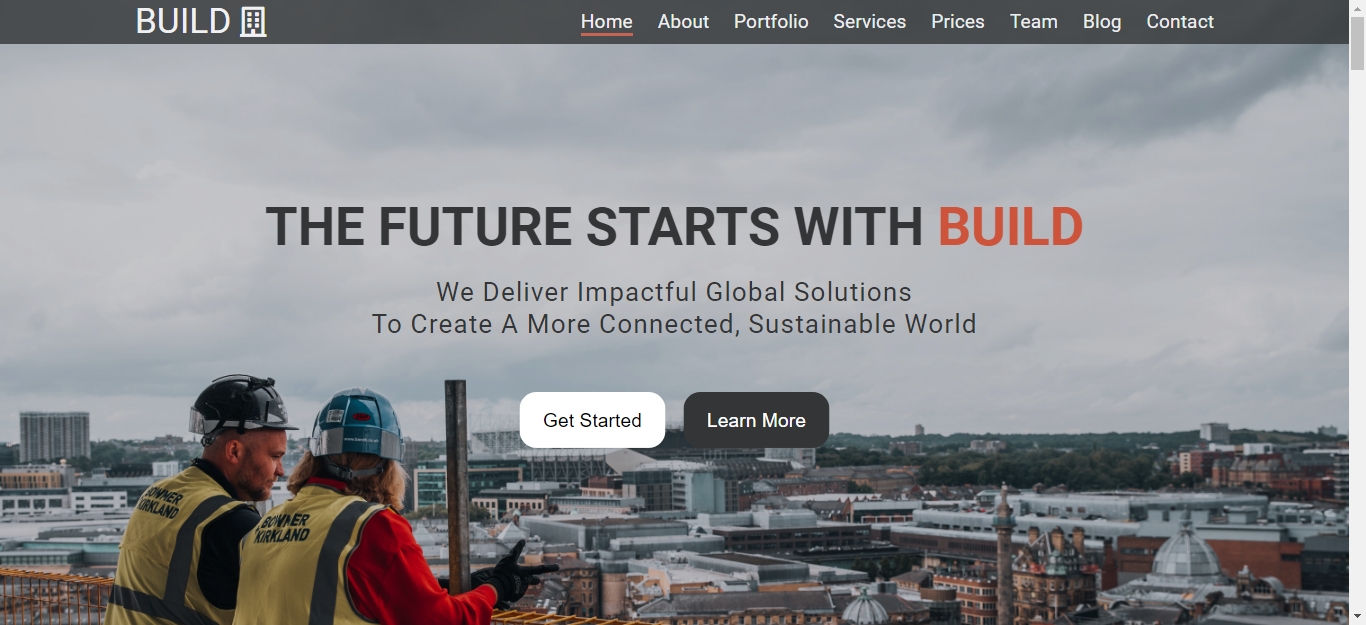 BUILD
Home About Portfolio Services Prices Team Blog Contact
THE FUTURE STARTS WITH BUILD
We Deliver Impactful Global Solutions
To Create A More Connected, Sustainable World
Get Started Learn More
BOWMER
KIRKLAND
BOWMER
KIRKLAND